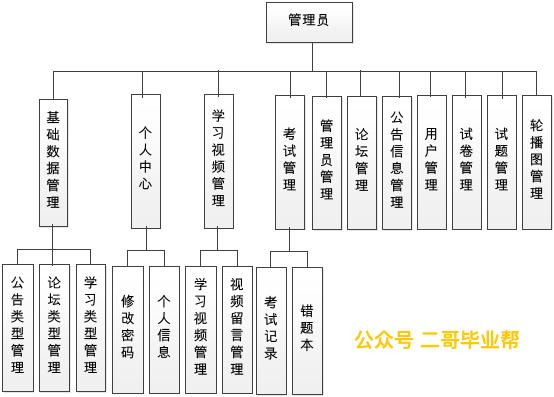 管理员
基础数据管理
个人中心
学习视频管理
考试管理
管理员管理
论坛管理
公告信息管理
用户管理
试卷管理
试题管理
轮播图管理
公告类型管理
论坛类型管理
学习类型管理
修改密码
个人信息
学习视频管理
视频留言管理
考试记录
错题本
公众号 二哥毕业帮